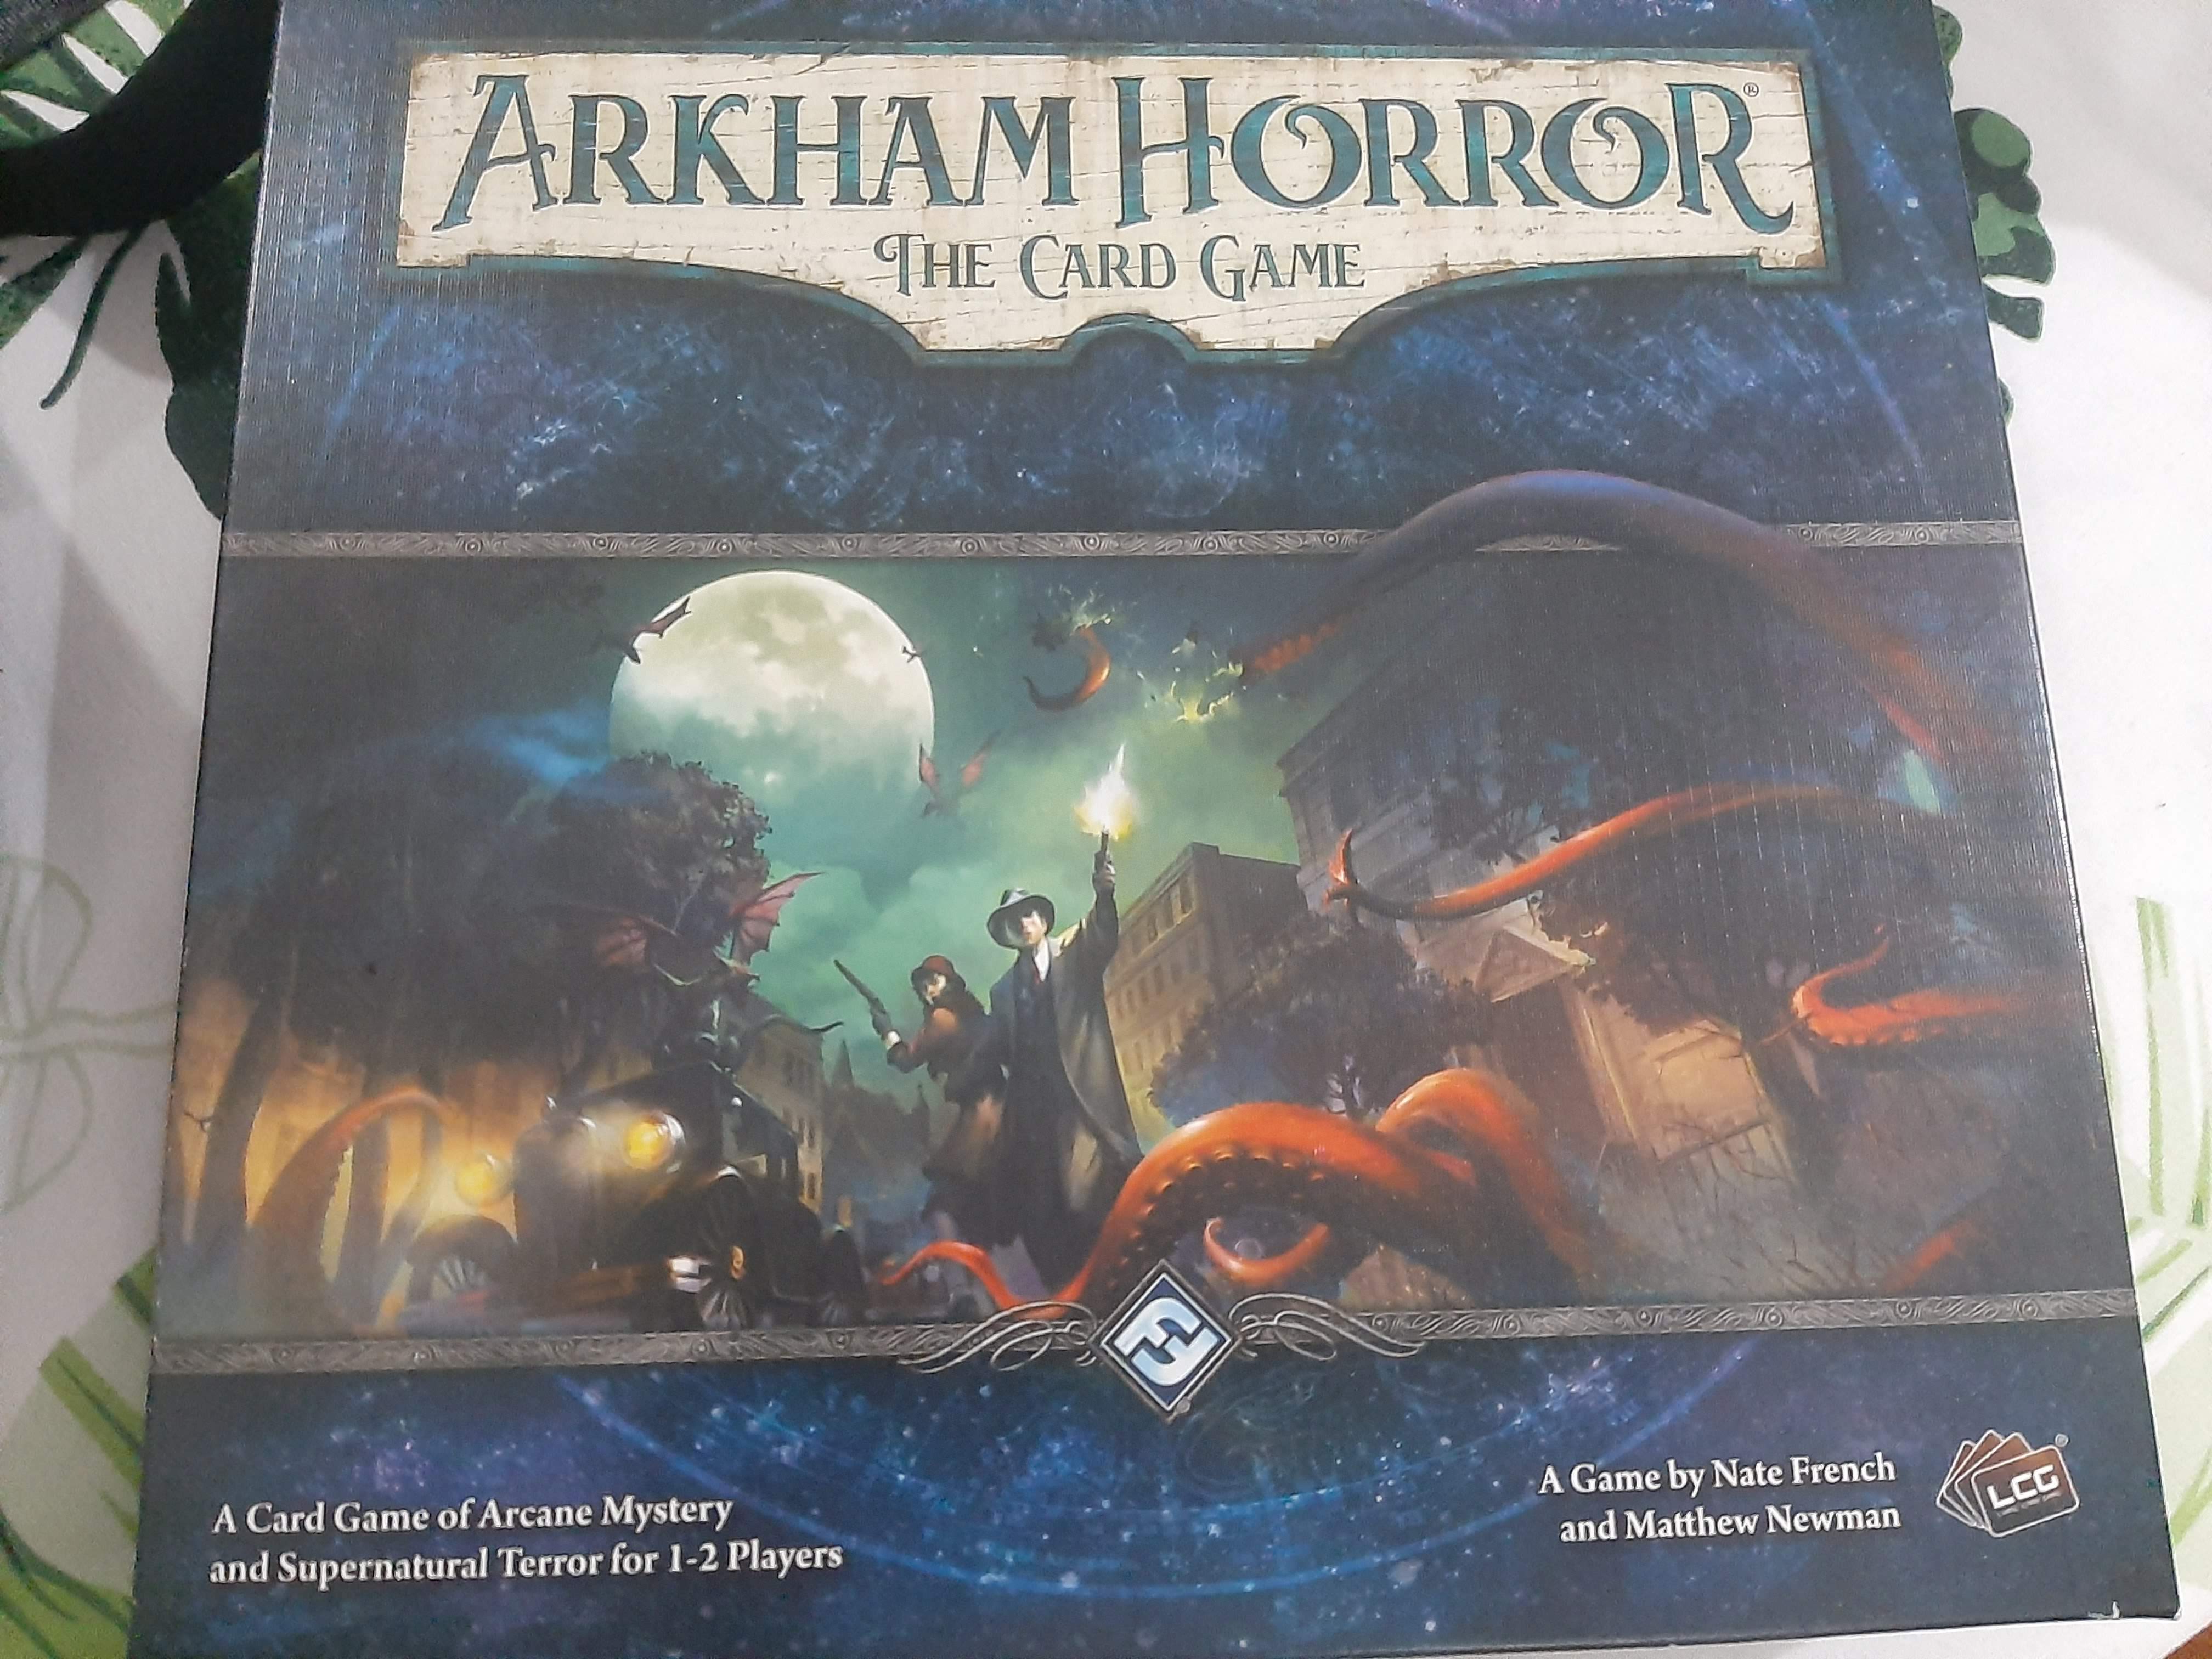 ARKHAM HORROR®
THE CARD GAME
A Card Game of Arcane Mystery
and Supernatural Terror for 1-2 Players
A Game by Nate French
and Matthew Newman
LCG®